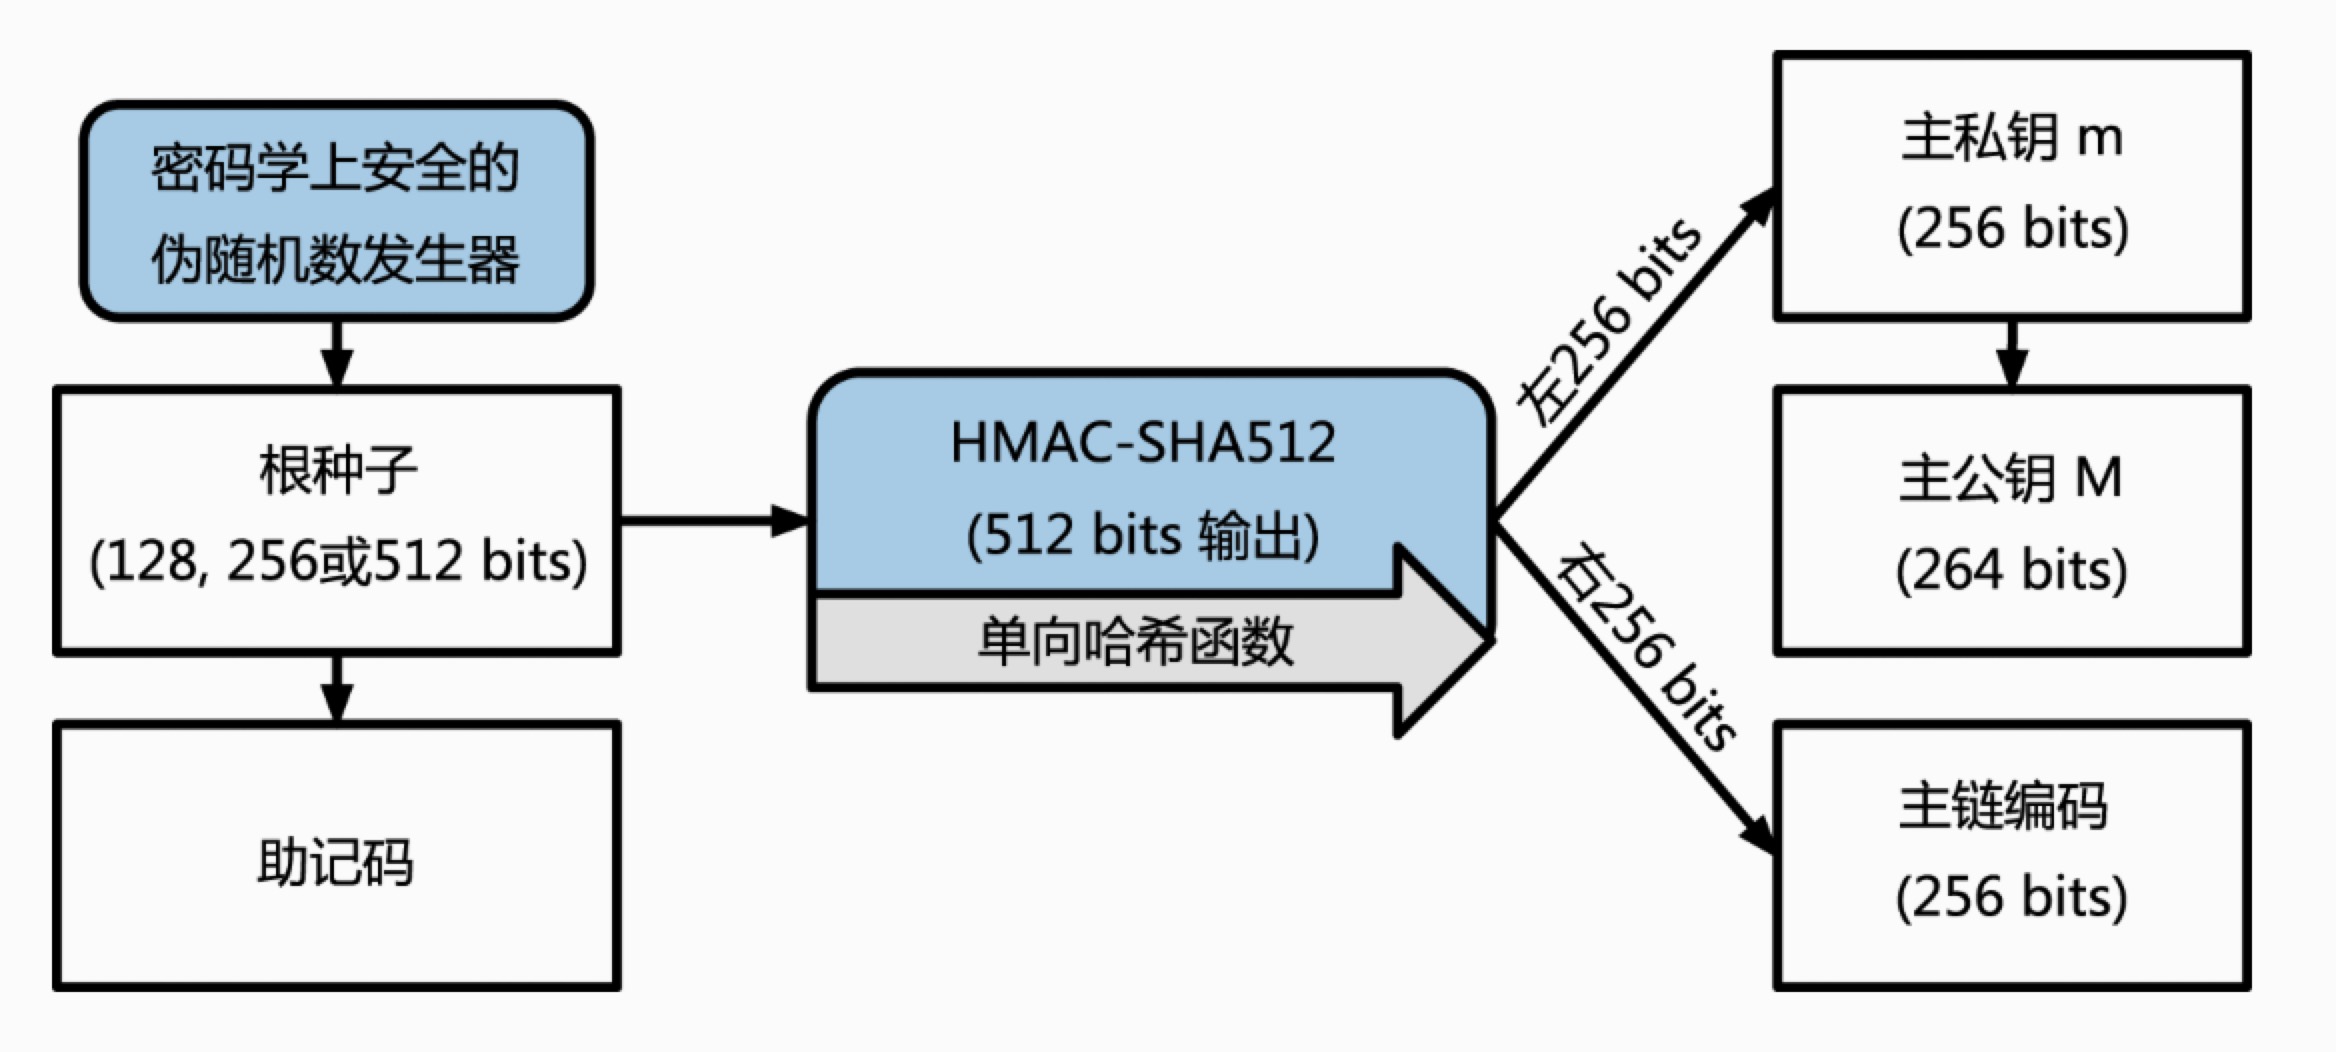 密码学上安全的
伪随机数发生器
根种子
(128, 256或512 bits)
助记码
HMAC-SHA512
(512 bits 输出)
单向哈希函数
左256 bits
右256 bits
主私钥 m
(256 bits)
主公钥 M
(264 bits)
主链编码
(256 bits)